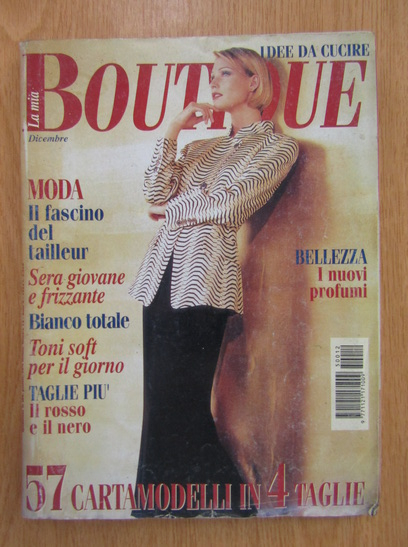 IDEE DA CUCIRE
La mia
BOUTIQUE
Dicembre
MODA
Il fascino
del
tailleur
Sera giovane
e frizzante
Bianco totale
Toni soft
per il giorno
TAGLIE PIU'
Il rosso
e il nero
BELLEZZA
I nuovi
profumi
50012
57 CARTAMODELLI IN 4 TAGLIE